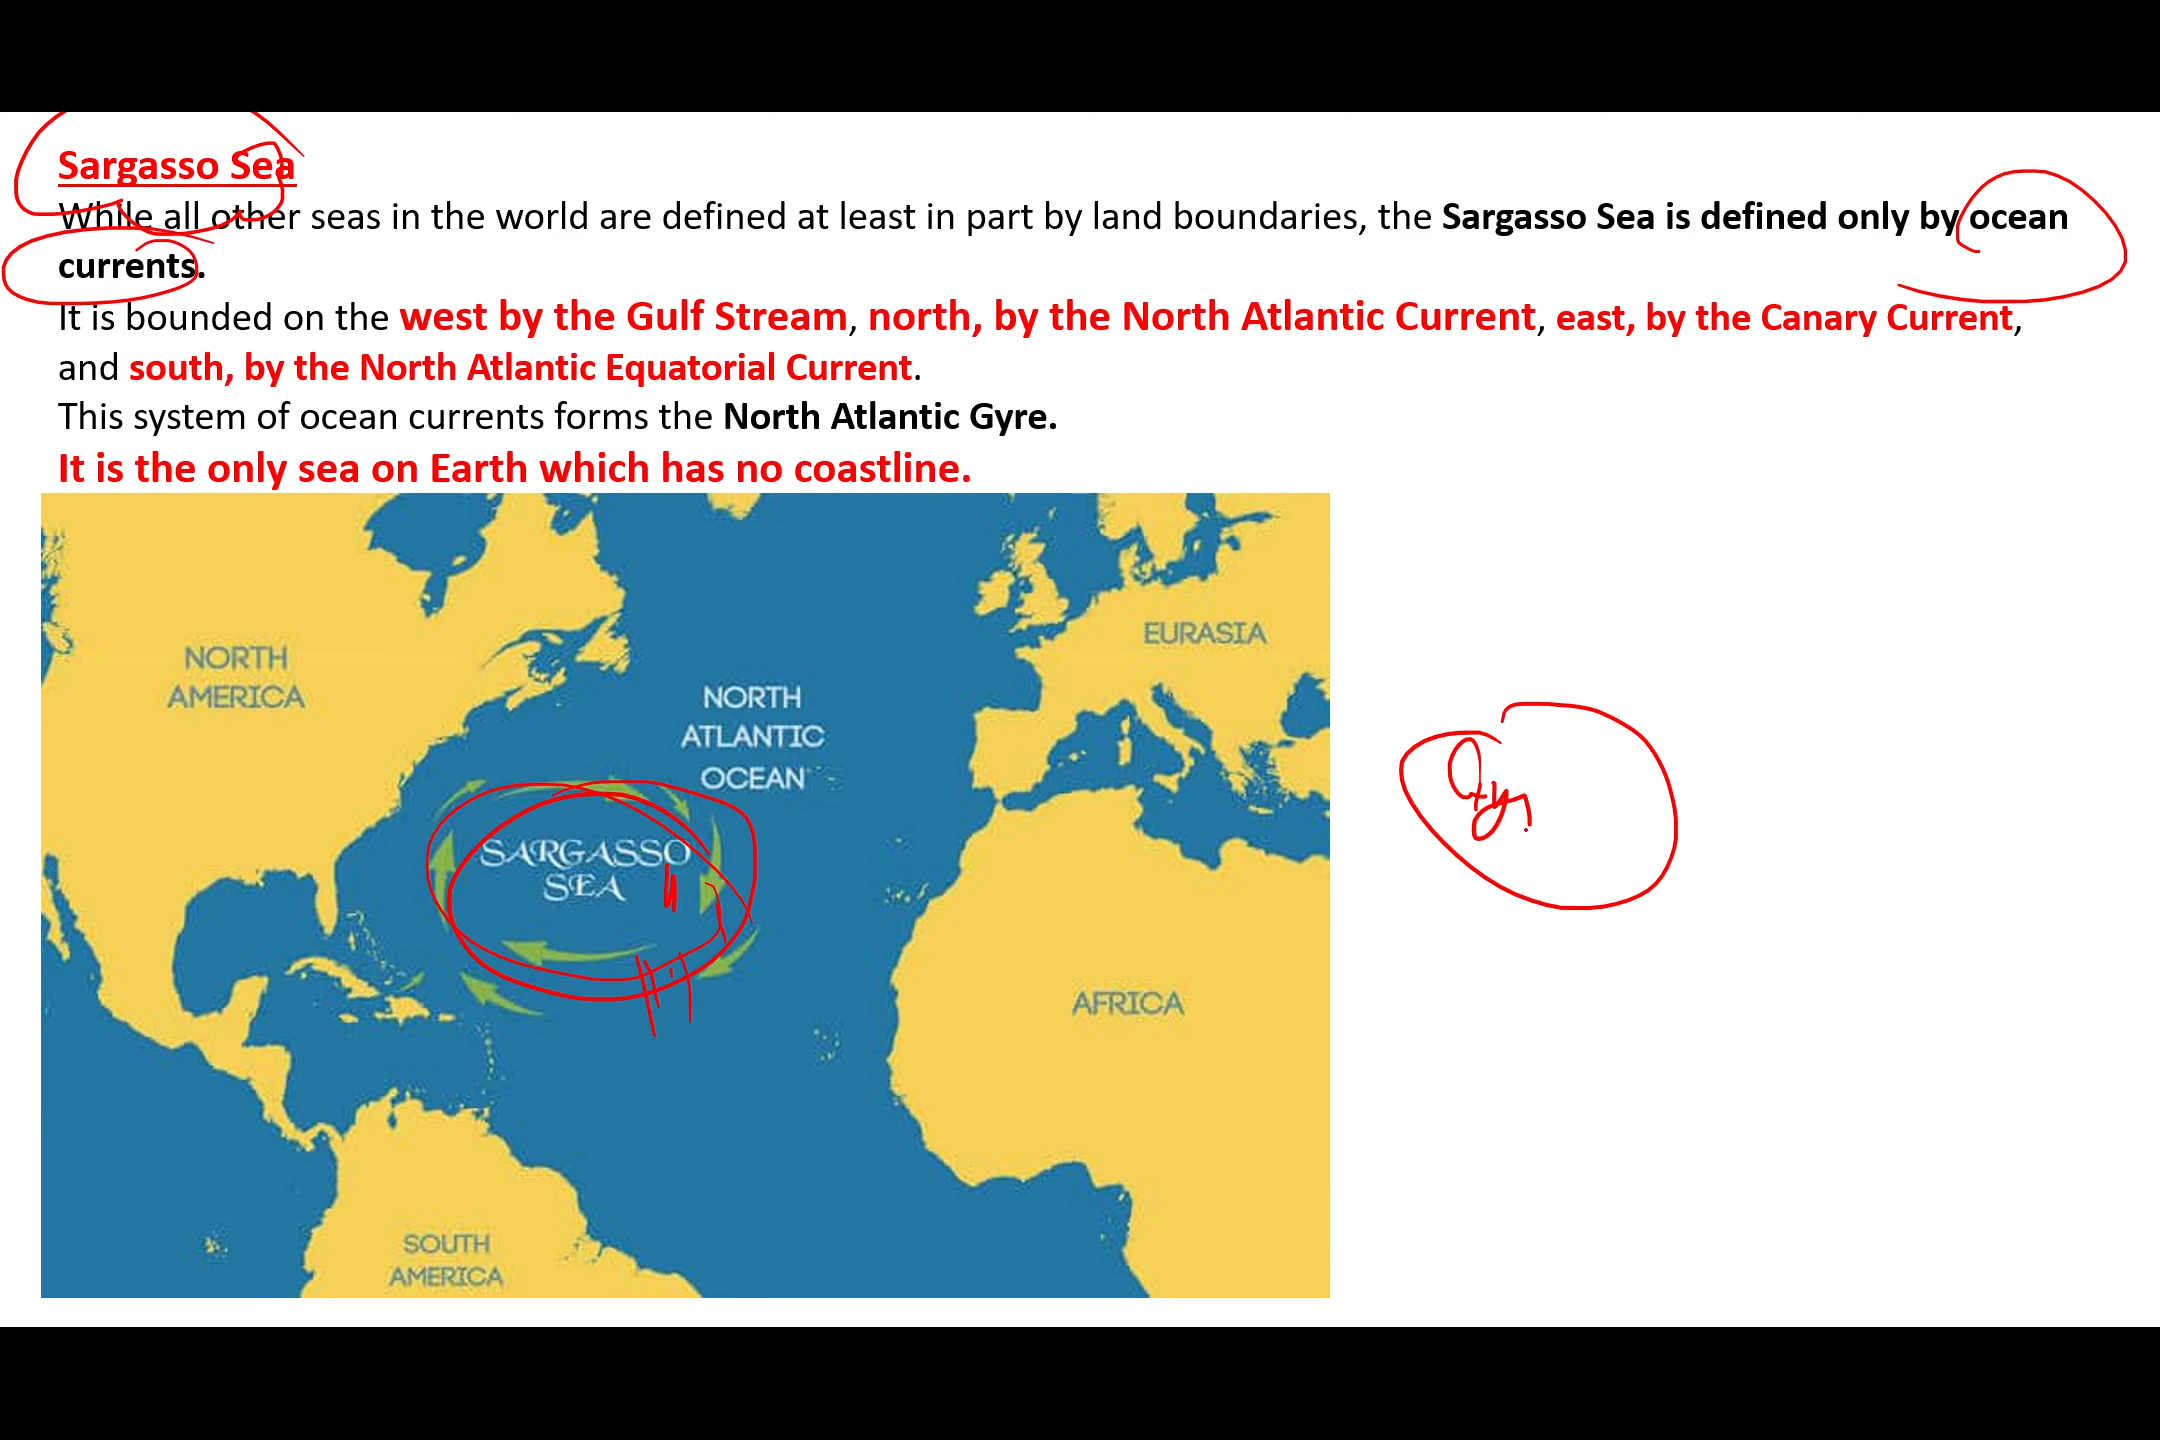 Sargasso Sea
While all other seas in the world are defined at least in part by land boundaries, the Sargasso Sea is defined only by ocean
currents.
It is bounded on the west by the Gulf Stream, north, by the North Atlantic Current, east, by the Canary Current,
and south, by the North Atlantic Equatorial Current.
This system of ocean currents forms the North Atlantic Gyre.
It is the only sea on Earth which has no coastline.
NORTH
AMERICA
NORTH
ATLANTIC
OCEAN
EURASIA
SARGASSO
SEA
AFRICA
SOUTH
AMERICA